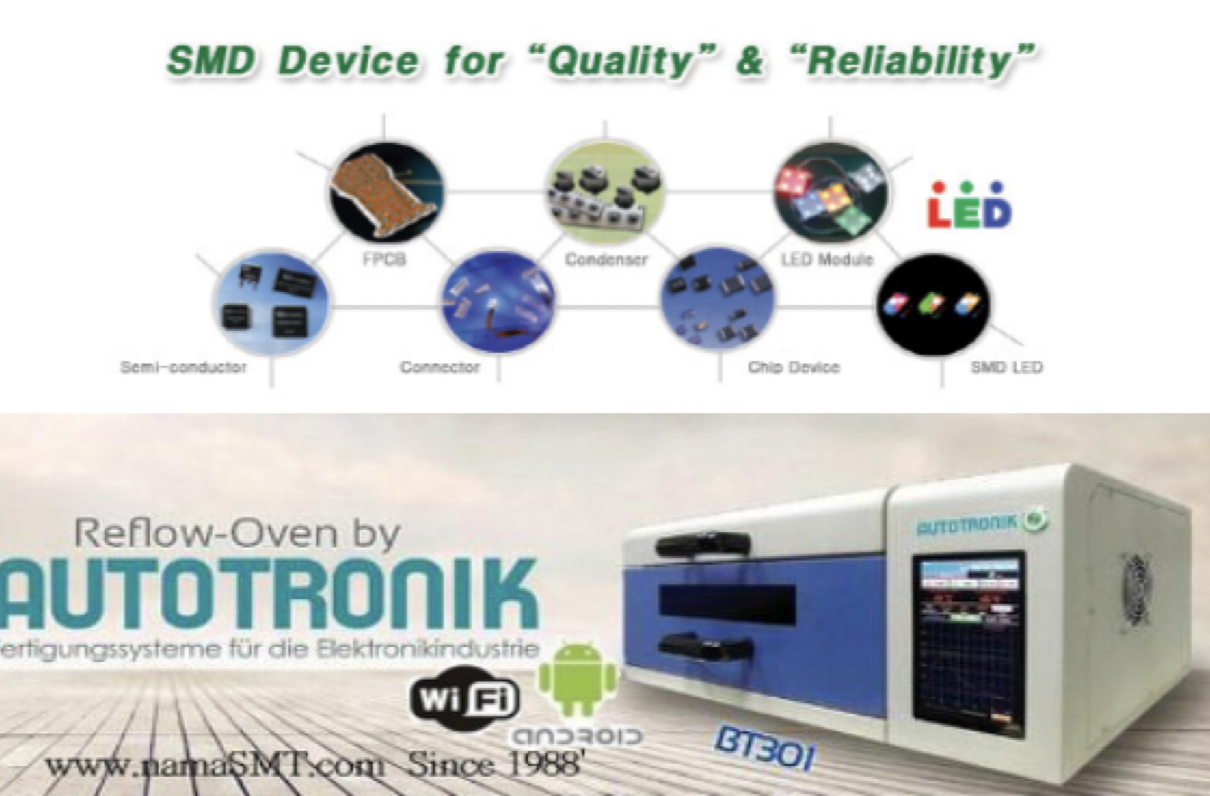 SMD Device for “Quality” & “Reliability”
LED
FPCB
Condenser
LED Module
Semi-conductor
Connector
Chip Device
SMD LED
Reflow-Oven by
AUTOTRONIK
AUTOTRONIK
ertigungssysteme für die Elektronikindustrie
Wi Fi
ANDROID
BT301
www.namaSMT.com Since 1988'